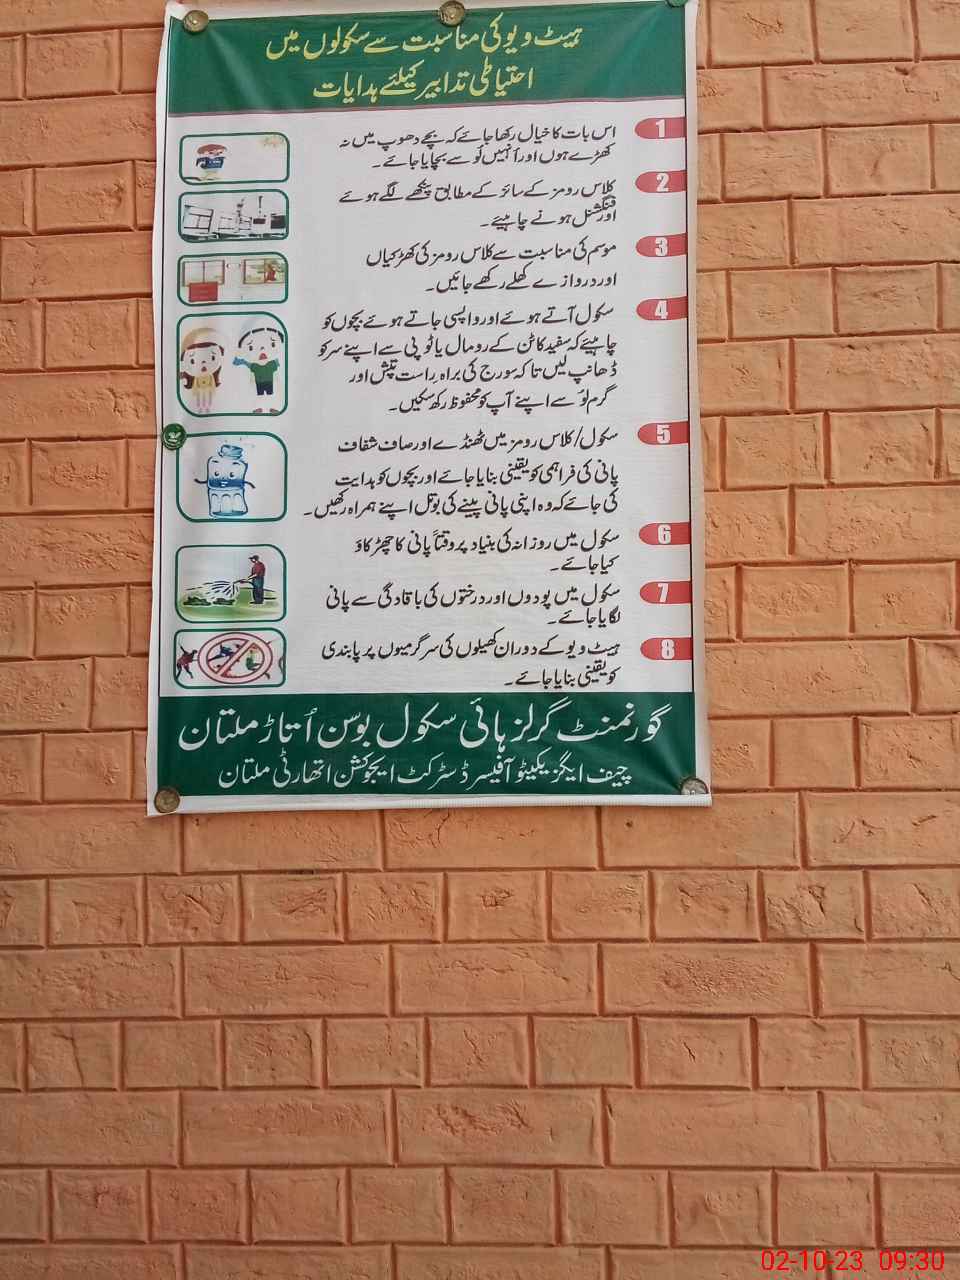 ہیٹ ویو کی مناسبت سے سکولوں میں
احتیاطی تدابیر کیلئے ہدایات
1
اس بات کا خیال رکھا جائے کہ بچے دھوپ میں نہ
کھڑے ہوں اور اُنہیں لُو سے بچایا جائے۔
2
کلاس رومز کے سائز کے مطابق پنکھے لگے ہوئے
اور فنکشنل ہونے چاہیئے۔
3
موسم کی مناسبت سے کلاس رومز کی کھڑکیاں
اور دروازے کھلے رکھے جائیں۔
4
سکول آتے ہوئے اور واپسی جاتے ہوئے بچوں کو
چاہیئے کہ سفید کاٹن کے رومال یا ٹوپی سے اپنے سر کو
ڈھانپ لیں تاکہ سورج کی براہ راست تپش اور
گرم لُو سے اپنے آپ کو محفوظ رکھ سکیں۔
5
سکول/کلاس رومز میں ٹھنڈے اور صاف شفاف
پانی کی فراہمی کو یقینی بنایا جائے اور بچوں کو ہدایت
کی جائے کہ وہ اپنی پانی پینے کی بوتل اپنے ہمراہ رکھیں۔
6
سکول میں روزانہ کی بنیاد پر وقتاً پانی کا چھڑکاؤ
کیا جائے۔
7
سکول میں پودوں اور درختوں کی باقادگی سے پانی
لگایا جائے۔
8
ہیٹ ویو کے دوران کھیلوں کی سرگرمیوں پر پابندی
کو یقینی بنایا جائے۔
گورنمنٹ گرلز ہائی سکول بوسن اُتاڑ ملتان
چیف ایگزیکیٹو آفیسر ڈسٹرکٹ ایجوکشن اتھارٹی ملتان
02-10-23 09:30